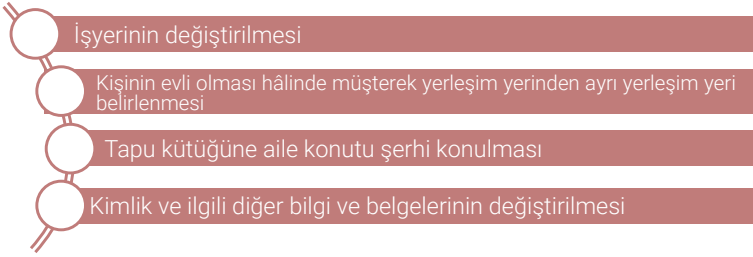 İşyerinin değiştirilmesi
Kişinin evli olması hâlinde müşterek yerleşim yerinden ayrı yerleşim yeri
belirlenmesi
Tapu kütüğüne aile konutu şerhi konulması
Kimlik ve ilgili diğer bilgi ve belgelerinin değiştirilmesi